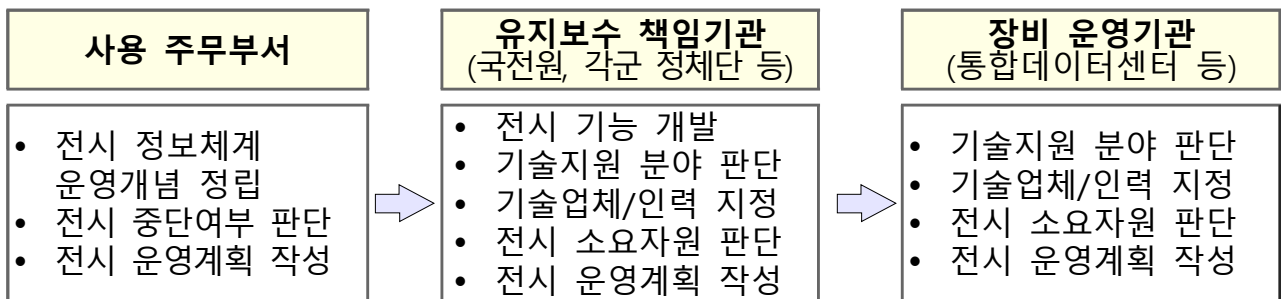 사용 주무부서
• 전시 정보체계
운영개념 정립
• 전시 중단여부 판단
• 전시 운영계획 작성
유지보수 책임기관
(국전원, 각군 정체단 등)
• 전시 기능 개발
• 기술지원 분야 판단
• 기술업체/인력 지정
• 전시 소요자원 판단
• 전시 운영계획 작성
장비 운영기관
(통합데이터센터 등)
• 기술지원 분야 판단
• 기술업체/인력 지정
• 전시 소요자원 판단
• 전시 운영계획 작성